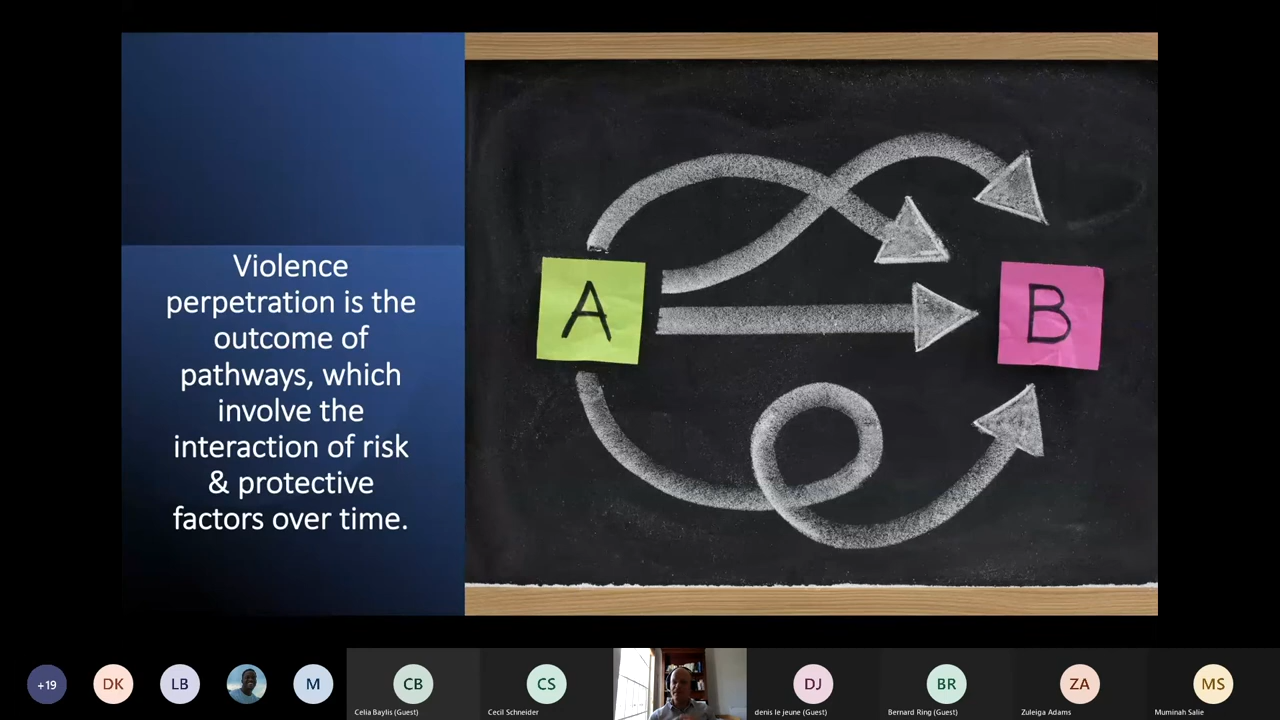 Violence
perpetration is the
outcome of
pathways, which
involve the
interaction of risk
& protective
factors over time.
A
B
+19
DK
LB
M
CB
Celia Baylis (Guest)
CS
Cecil Schneider
DJ
denis le jeune (Guest)
BR
Bernard Ring (Guest)
ZA
Zuleiga Adams
MS
Muminah Salie